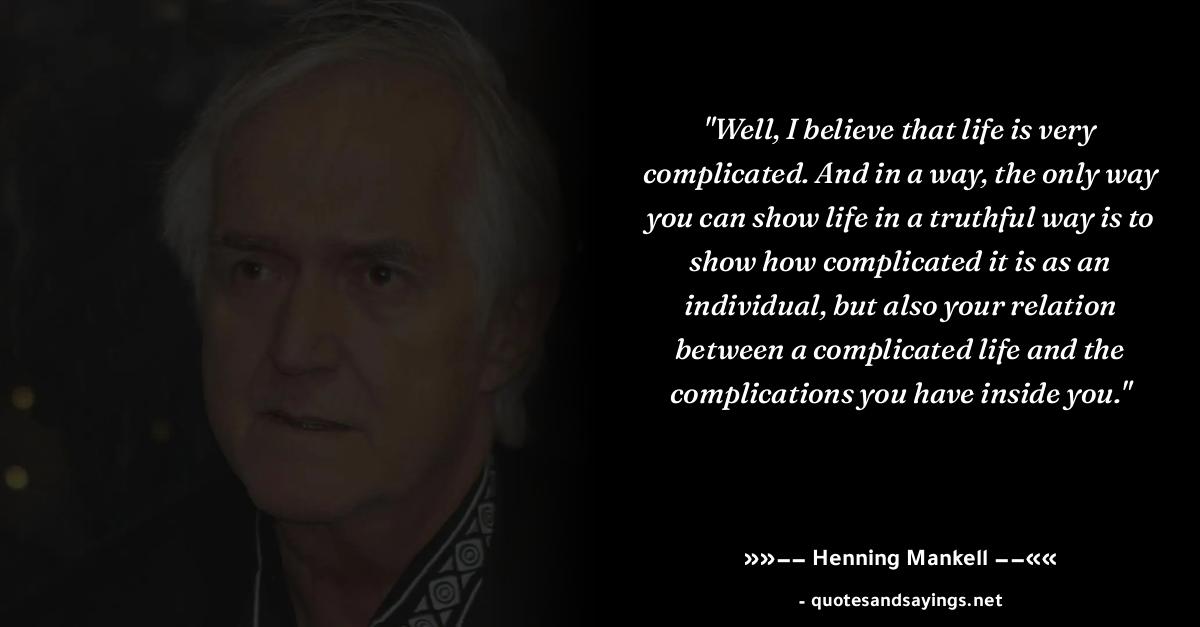 "Well, I believe that life is very
complicated. And in a way, the only way
you can show life in a truthful way is to
show how complicated it is as an
individual, but also your relation
between a complicated life and the
complications you have inside you."
»»-- Henning Mankell --««
- quotesandsayings.net